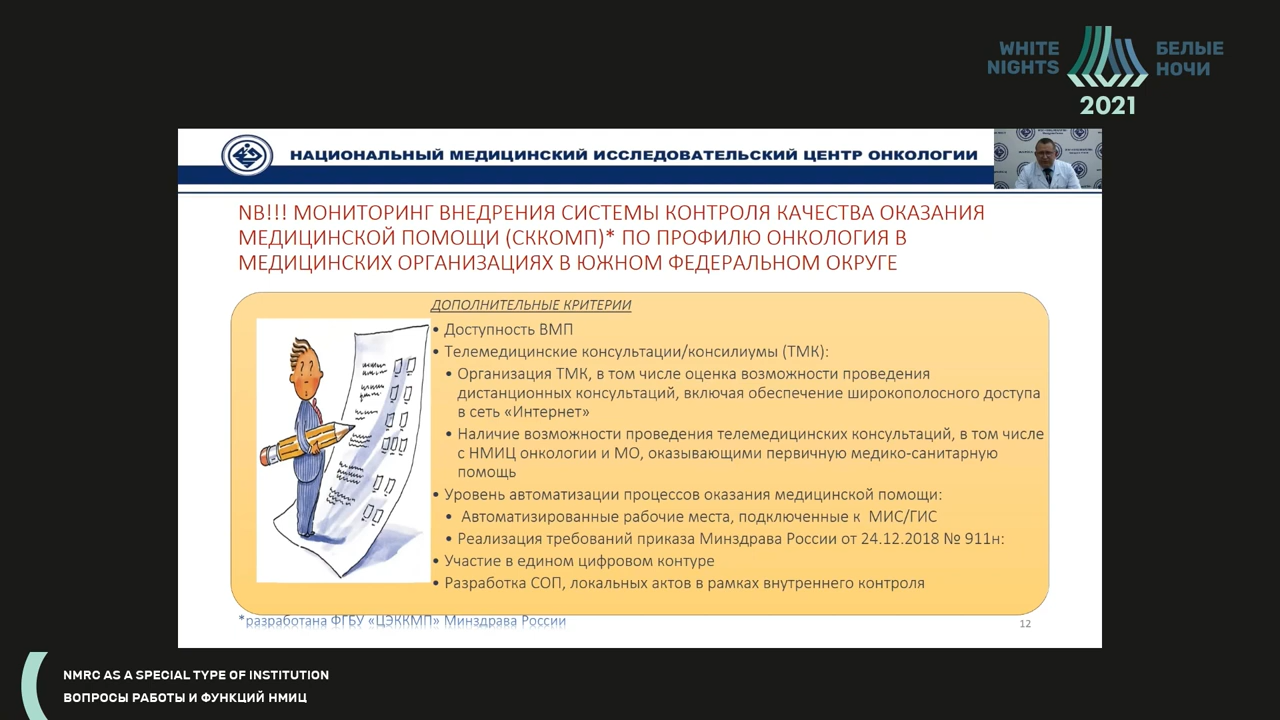 WHITE
NIGHTS
БЕЛЫЕ
НОЧИ
2021
НАЦИОНАЛЬНЫЙ МЕДИЦИНСКИЙ ИССЛЕДОВАТЕЛЬСКИЙ ЦЕНТР ОНКОЛОГИИ
NB!!! МОНИТОРИНГ ВНЕДРЕНИЯ СИСТЕМЫ КОНТРОЛЯ КАЧЕСТВА ОКАЗАНИЯ
МЕДИЦИНСКОЙ ПОМОЩИ (СККОМП)* ПО ПРОФИЛЮ ОНКОЛОГИЯ В
МЕДИЦИНСКИХ ОРГАНИЗАЦИЯХ В ЮЖНОМ ФЕДЕРАЛЬНОМ ОКРУГЕ
ДОПОЛНИТЕЛЬНЫЕ КРИТЕРИИ
• Доступность ВМП
• Телемедицинские консультации/консилиумы (ТМК):
• Организация ТМК, в том числе оценка возможности проведения
дистанционных консультаций, включая обеспечение широкополосного доступа
в сеть «Интернет»
• Наличие возможности проведения телемедицинских консультаций, в том числе
с НМИЦ онкологии и МО, оказывающими первичную медико-санитарную
помощь
• Уровень автоматизации процессов оказания медицинской помощи:
• Автоматизированные рабочие места, подключенные к МИС/ГИС
• Реализация требований приказа Минздрава России от 24.12.2018 № 911н:
• Участие в едином цифровом контуре
• Разработка СОП, локальных актов в рамках внутреннего контроля
*разработана ФГБУ «ЦЭККМП» Минздрава России
12
NMRC AS A SPECIAL TYPE OF INSTITUTION
ВОПРОСЫ РАБОТЫ И ФУНКЦИЙ НМИЦ